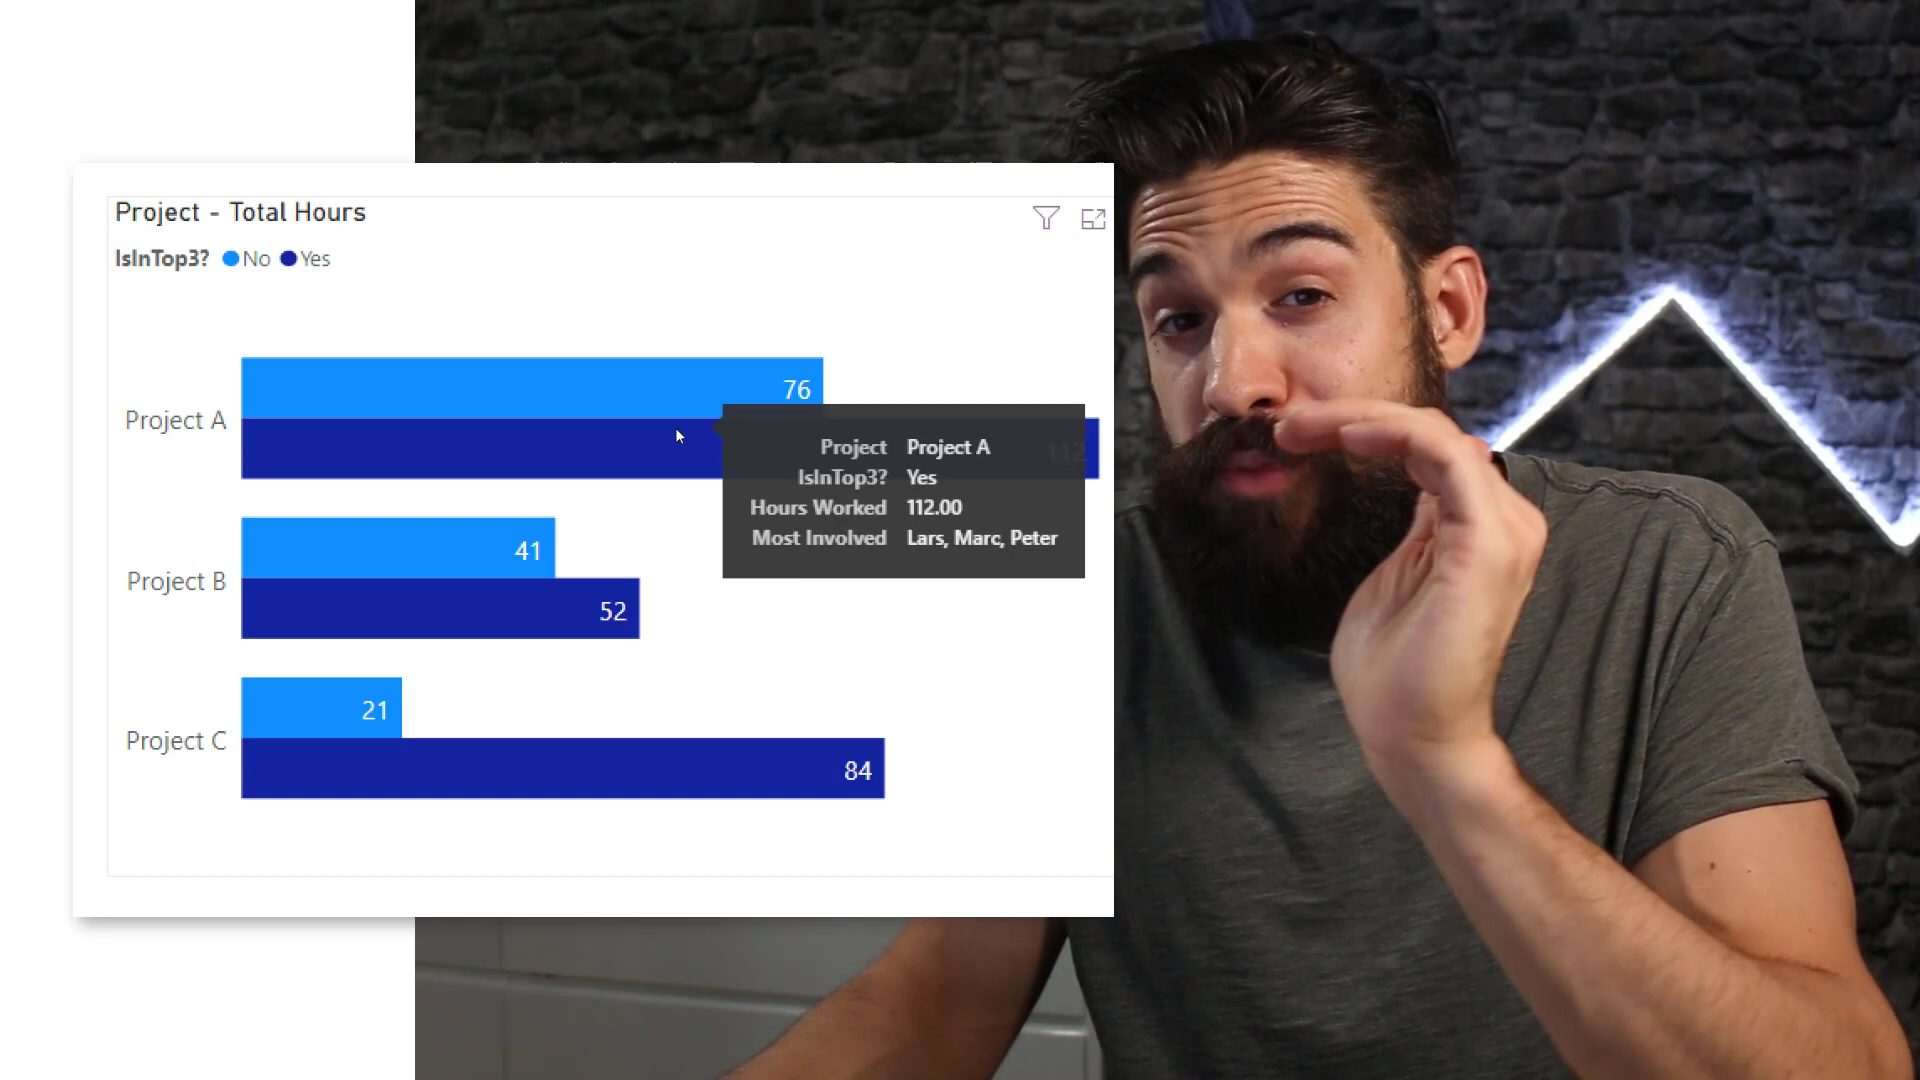 Project - Total Hours
IsInTop3? No Yes
76
Project A
112
Project Project A
IsInTop3? Yes
Hours Worked 112.00
Most Involved Lars, Marc, Peter
41
Project B
52
21
Project C
84